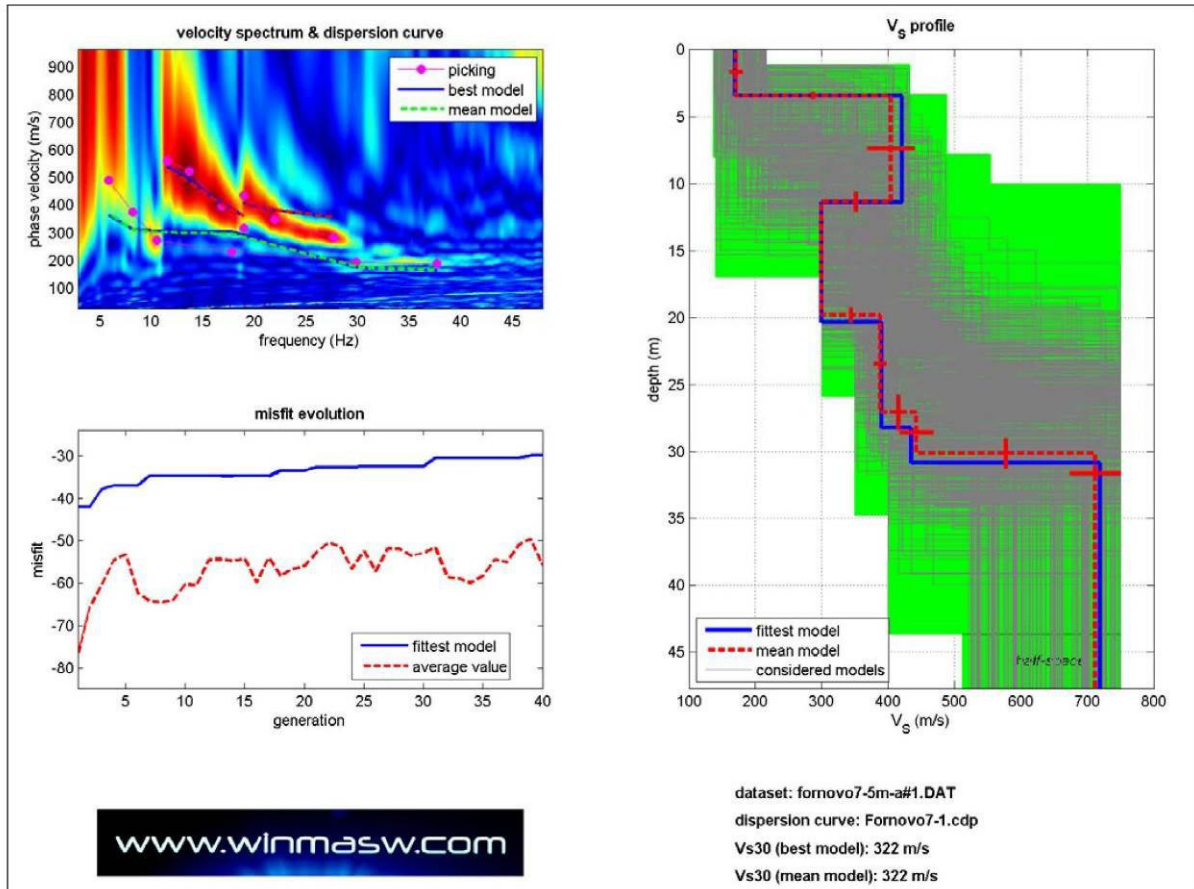 velocity spectrum & dispersion curve
picking
best model
mean model
900
800
700
600
500
400
300
200
100
phase velocity (m/s)
5 10 15 20 25 30 35 40 45
frequency (Hz)
misfit evolution
-30
-40
-50
-60
-70
-80
misfit
fittest model
average value
5 10 15 20 25 30 35 40
generation
VS profile
0
5
10
15
20
25
30
35
40
45
depth (m)
fittest model
mean model
considered models
half-space
100 200 300 400 500 600 700 800
VS (m/s)
www.winmasw.com
dataset: fornovo7-5m-a#1.DAT
dispersion curve: Fornovo7-1.cdp
Vs30 (best model): 322 m/s
Vs30 (mean model): 322 m/s